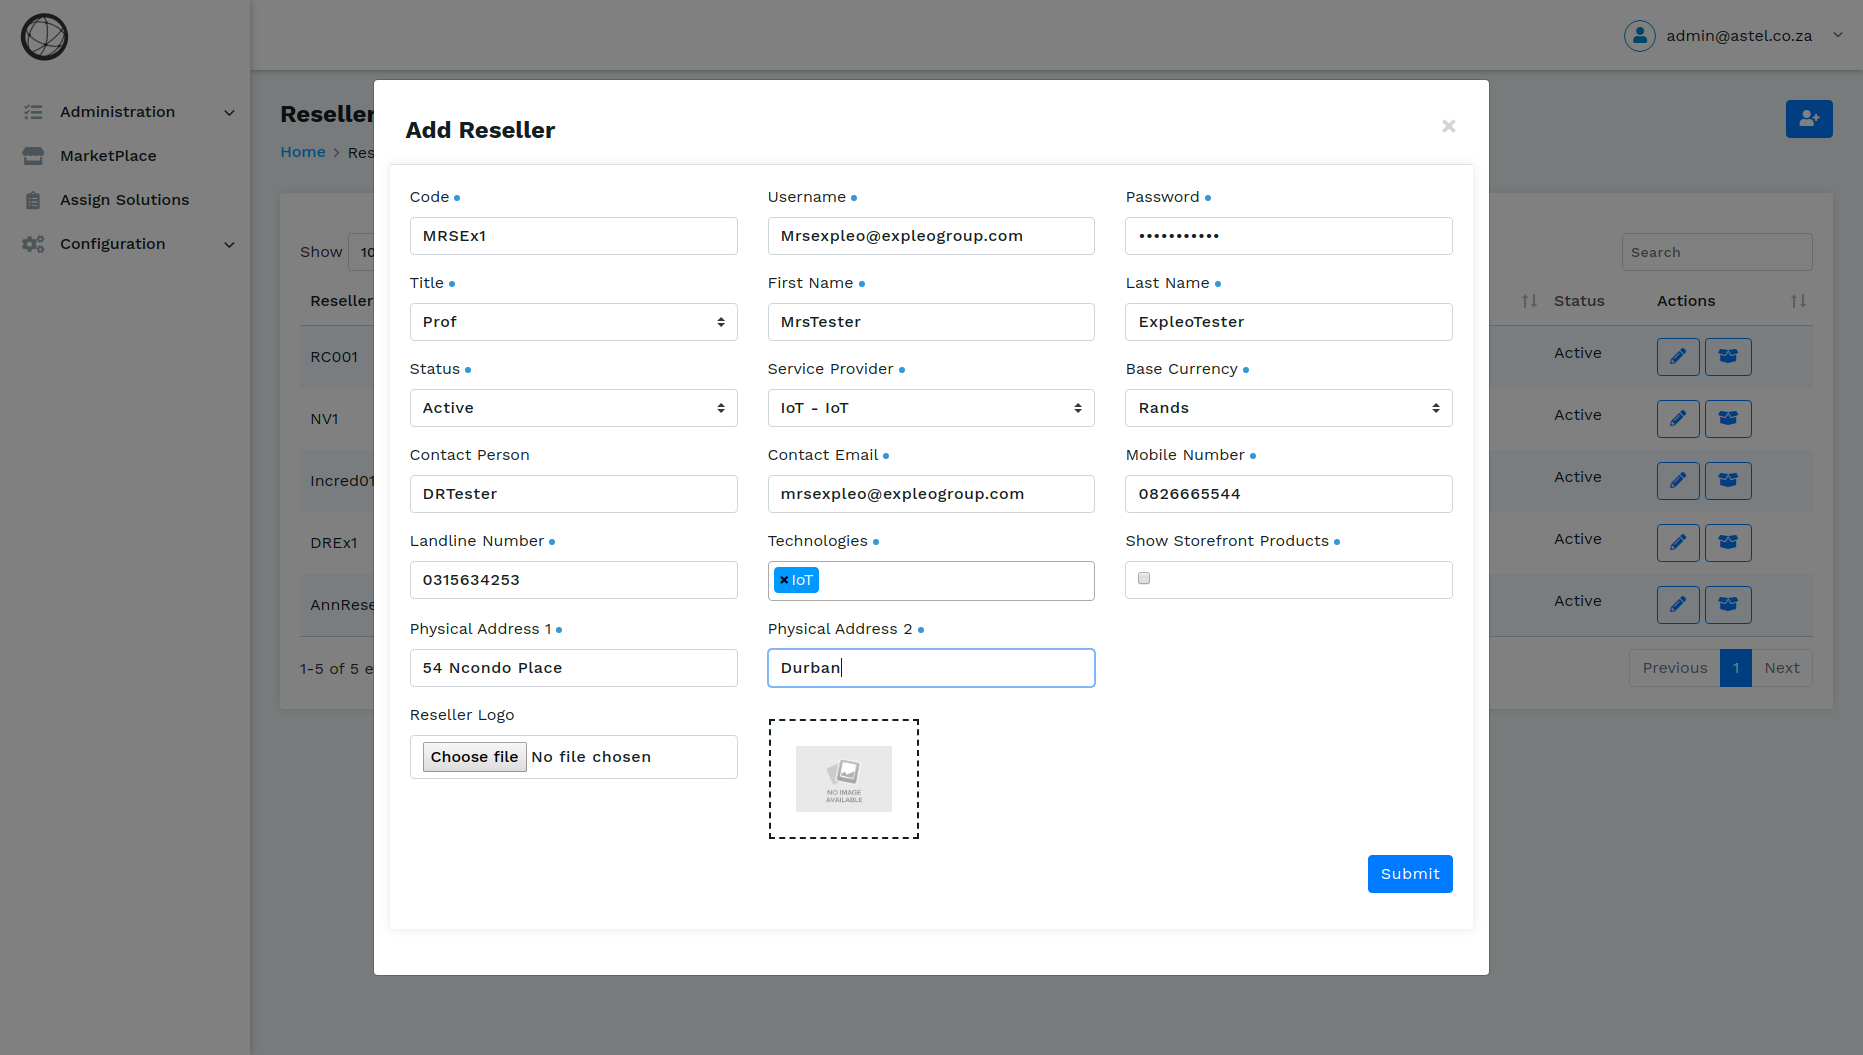 admin@astel.co.za
Administration
MarketPlace
Assign Solutions
Configuration
Reseller
Home > Res
Show 10
Search
Reseller
Status Actions
RC001
Active
NV1
Active
Incred01
Active
DREx1
Active
AnnRese
Active
1-5 of 5 e
Previous 1 Next
Add Reseller
×
Code Username Password
MRSEx1 Mrsexpleo@expleogroup.com •••••••••••
Title First Name Last Name
Prof MrsTester ExpleoTester
Status Service Provider Base Currency
Active IoT - IoT Rands
Contact Person Contact Email Mobile Number
DRTester mrsexpleo@expleogroup.com 0826665544
Landline Number Technologies Show Storefront Products
0315634253 ×IoT
Physical Address 1 Physical Address 2
54 Ncondo Place Durban
Reseller Logo
Choose file No file chosen
NO IMAGE
AVAILABLE
Submit